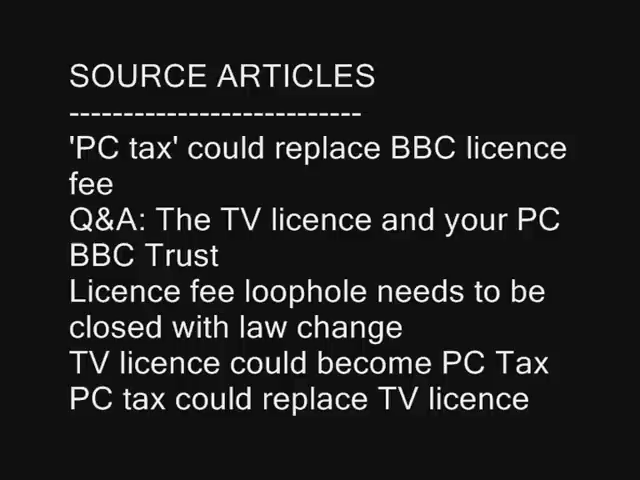 SOURCE ARTICLES
---------------------------
'PC tax' could replace BBC licence
fee
Q&A: The TV licence and your PC
BBC Trust
Licence fee loophole needs to be
closed with law change
TV licence could become PC Tax
PC tax could replace TV licence